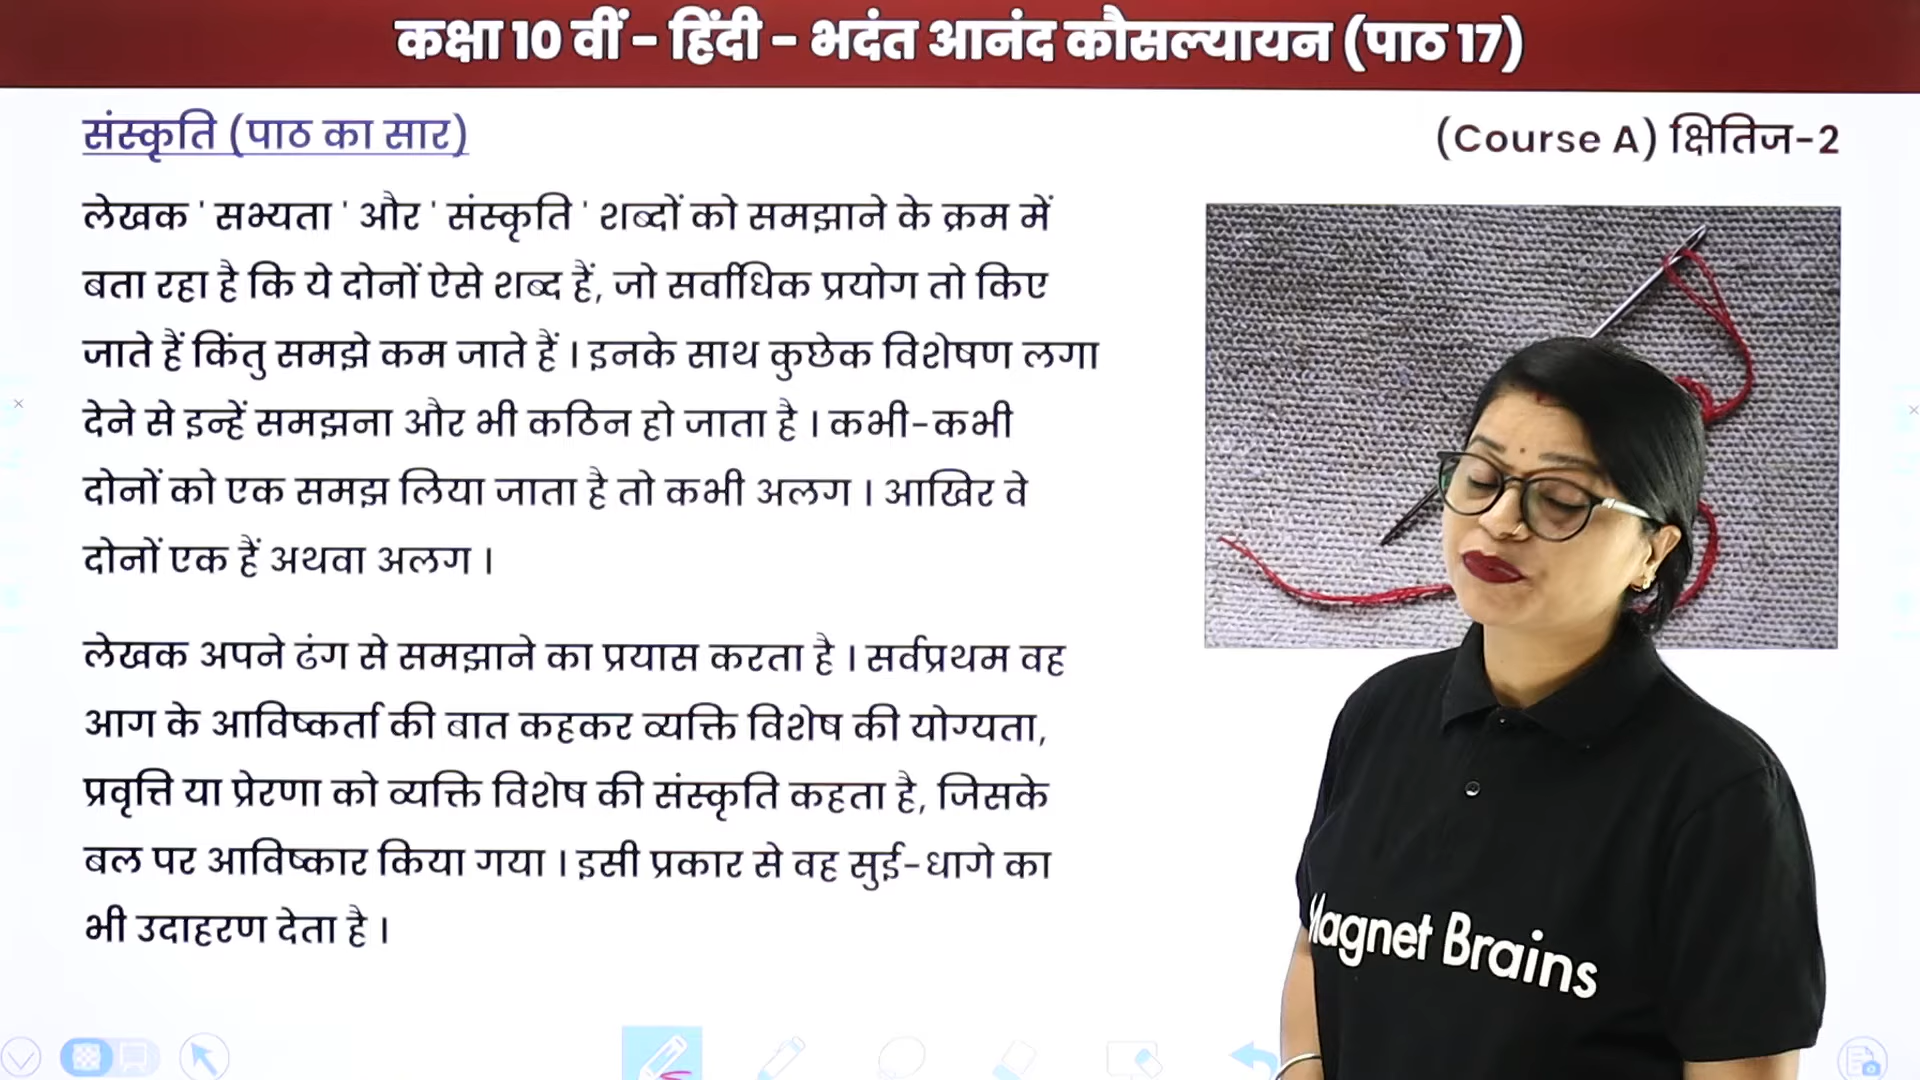 कक्षा 10 वीं - हिंदी - भदंत आनंद कौसल्यायन (पाठ 17)
संस्कृति (पाठ का सार)
(Course A) क्षितिज-2
लेखक ' सभ्यता ' और ' संस्कृति ' शब्दों को समझाने के क्रम में
बता रहा है कि ये दोनों ऐसे शब्द हैं, जो सर्वाधिक प्रयोग तो किए
जाते हैं किंतु समझे कम जाते हैं । इनके साथ कुछेक विशेषण लगा
देने से इन्हें समझना और भी कठिन हो जाता है । कभी-कभी
दोनों को एक समझ लिया जाता है तो कभी अलग । आखिर वे
दोनों एक हैं अथवा अलग ।
लेखक अपने ढंग से समझाने का प्रयास करता है । सर्वप्रथम वह
आग के आविष्कर्ता की बात कहकर व्यक्ति विशेष की योग्यता,
प्रवृत्ति या प्रेरणा को व्यक्ति विशेष की संस्कृति कहता है, जिसके
बल पर आविष्कार किया गया । इसी प्रकार से वह सुई-धागे का
भी उदाहरण देता है ।
Magnet Brains